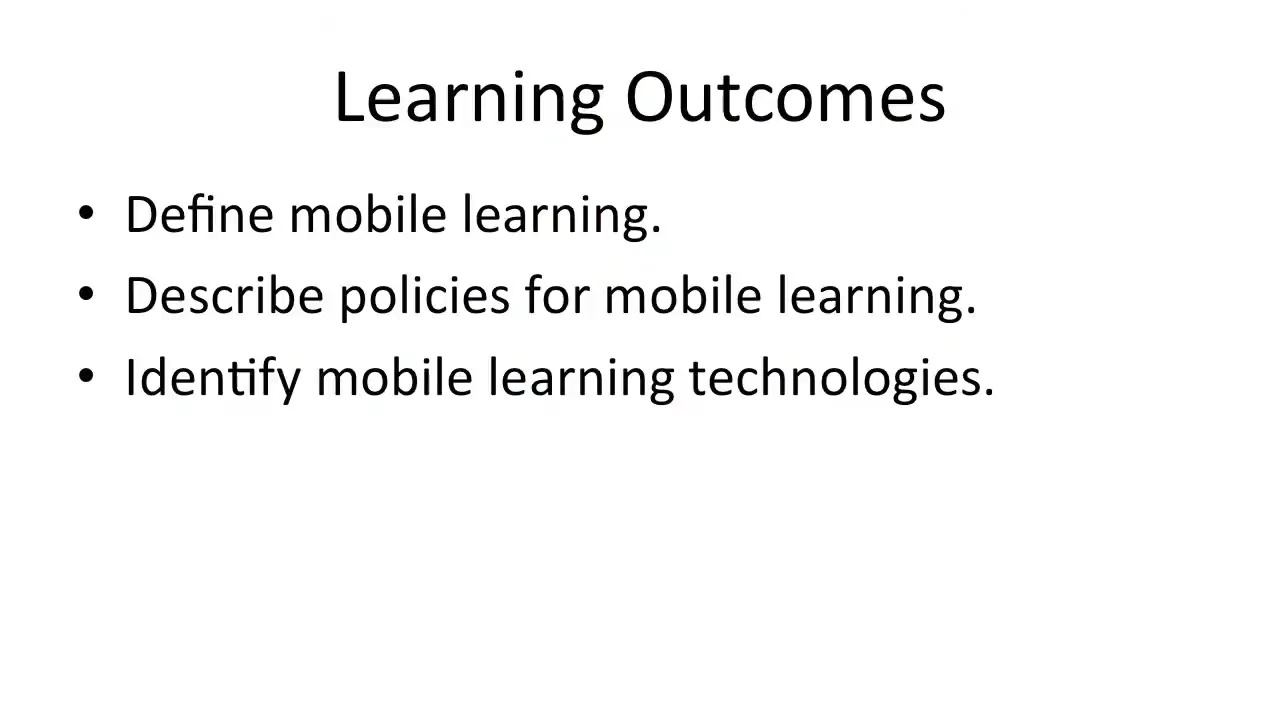 Learning Outcomes
• Define mobile learning.
• Describe policies for mobile learning.
• Identify mobile learning technologies.